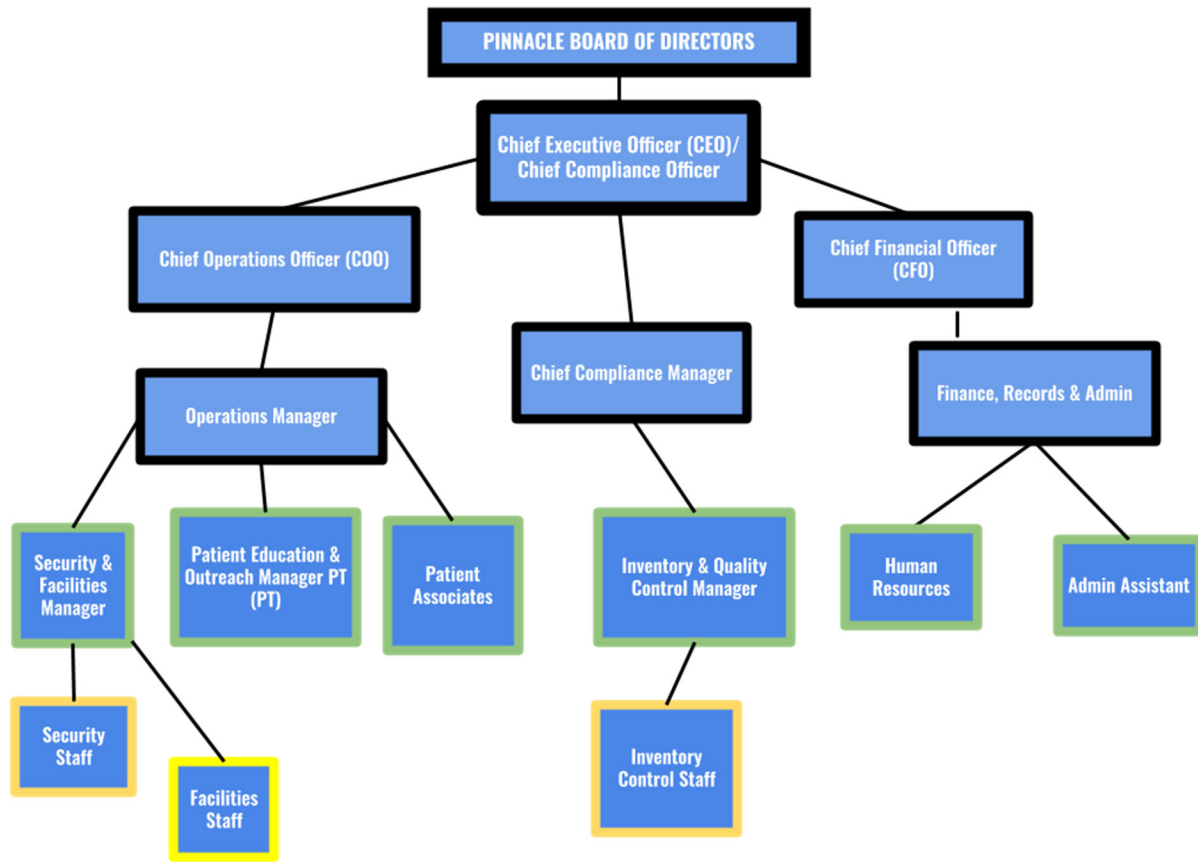 PINNACLE BOARD OF DIRECTORS
Chief Executive Officer (CEO)/
Chief Compliance Officer
Chief Operations Officer (COO)
Chief Financial Officer
(CFO)
Chief Compliance Manager
Operations Manager
Finance, Records & Admin
Security &
Facilities
Manager
Patient Education &
Outreach Manager PT
(PT)
Patient
Associates
Inventory & Quality
Control Manager
Human
Resources
Admin Assistant
Security
Staff
Facilities
Staff
Inventory
Control Staff